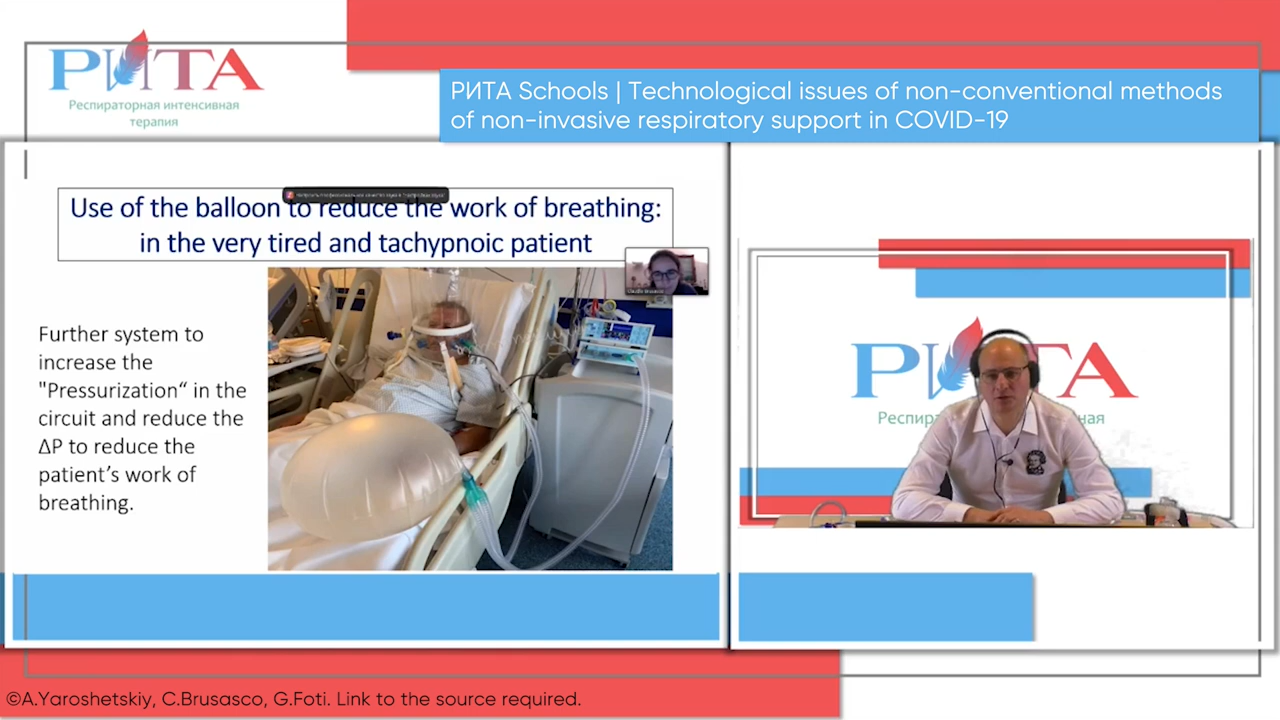 РИТА
Респираторная интенсивная
терапия
РИТА Schools | Technological issues of non-conventional methods
of non-invasive respiratory support in COVID-19
Use of the balloon to reduce the work of breathing:
in the very tired and tachypnoic patient
Further system to
increase the
"Pressurization“ in the
circuit and reduce the
ΔP to reduce the
patient’s work of
breathing.
РИТА
©A.Yaroshetskiy, C.Brusasco, G.Foti. Link to the source required.